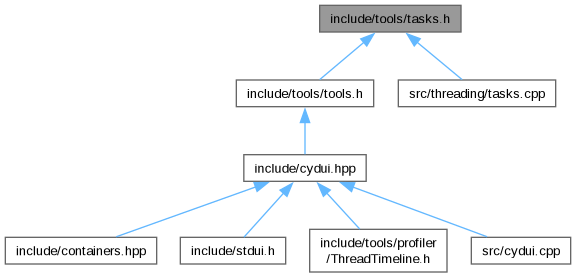 include/tools/tasks.h
include/tools/tools.h
src/threading/tasks.cpp
include/cydui.hpp
include/containers.hpp
include/stdui.h
include/tools/profiler
/ThreadTimeline.h
src/cydui.cpp